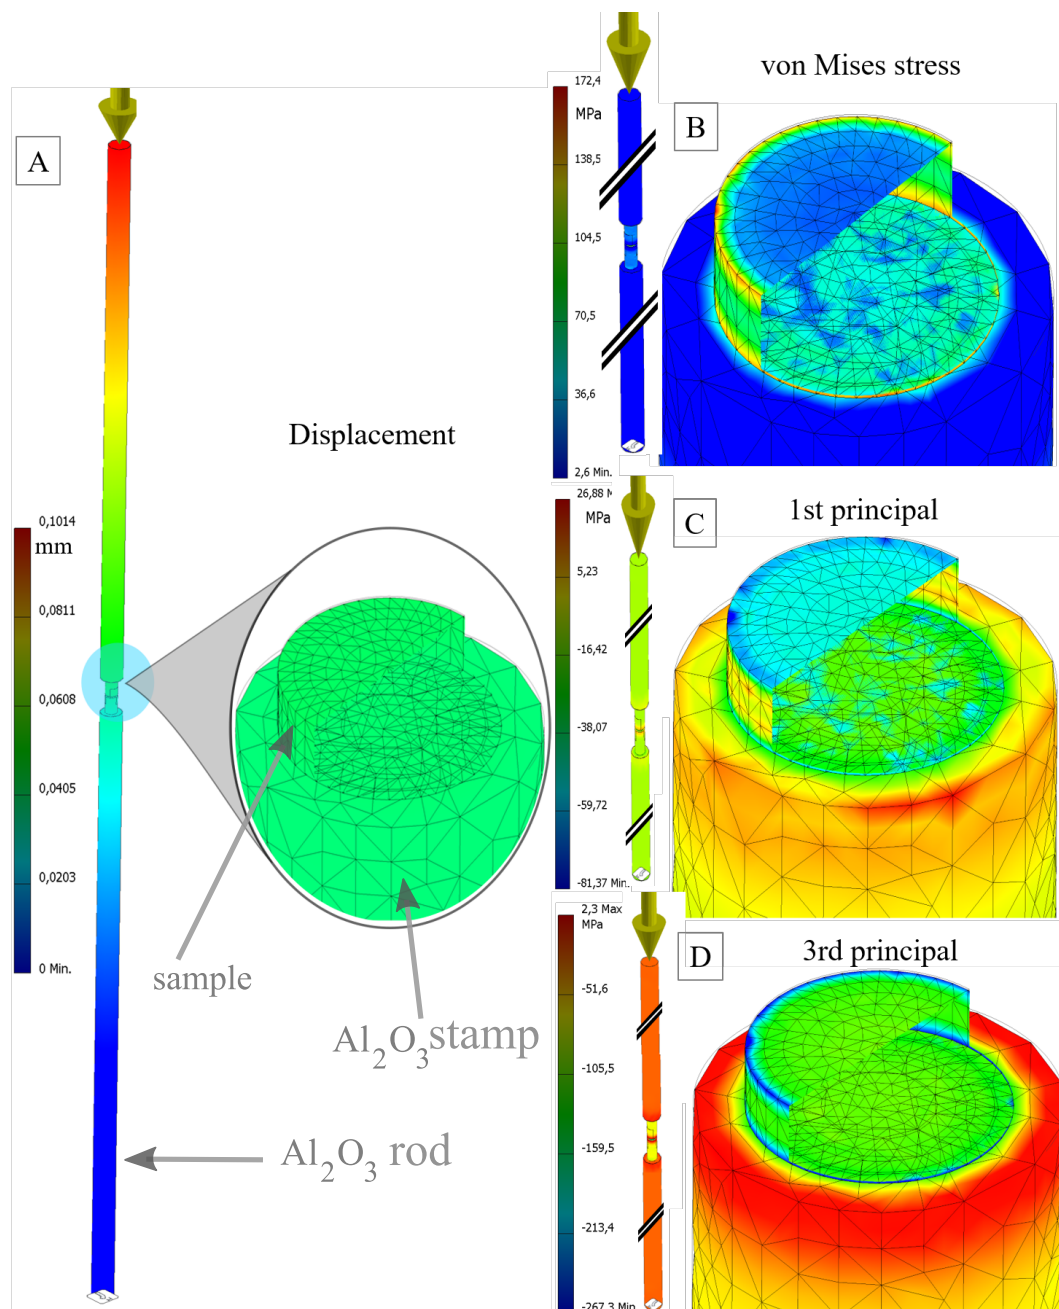 A
0,1014
mm
0,0811
0,0608
0,0405
0,0203
0 Min.
Displacement
sample
Al2O3 stamp
Al2O3 rod
von Mises stress
B
172,4
MPa
138,5
104,5
70,5
36,6
2,6 Min.
1st principal
C
26,88 M
MPa
5,23
-16,42
-38,07
-59,72
-81,37 Min.
3rd principal
D
2,3 Max
MPa
-51,6
-105,5
-159,5
-213,4
-267,3 Min